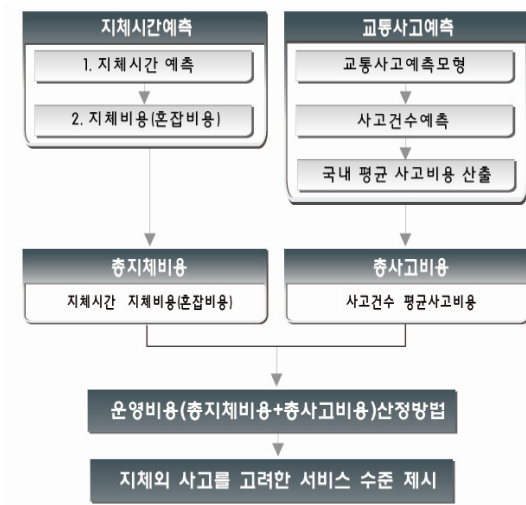 지체시간예측
1. 지체시간 예측
2. 지체비용(혼잡비용)
교통사고예측
교통사고예측모형
사고건수예측
국내 평균 사고비용 산출
총지체비용
지체시간 지체비용(혼잡비용)
총사고비용
사고건수 평균사고비용
운영비용(총지체비용+총사고비용)산정방법
지체외 사고를 고려한 서비스 수준 제시